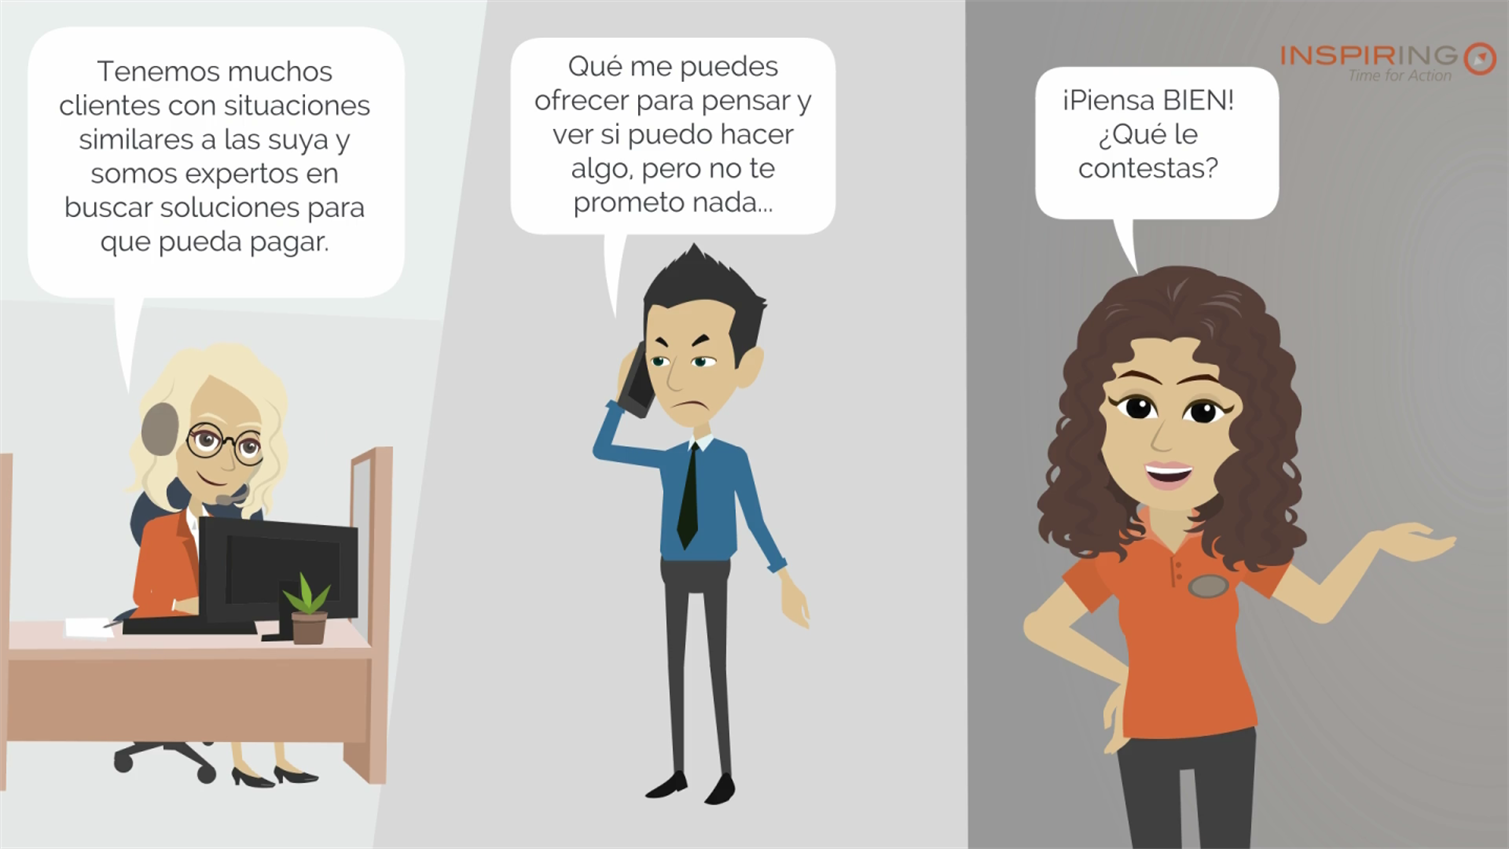 Tenemos muchos
clientes con situaciones
similares a las suya y
somos expertos en
buscar soluciones para
que pueda pagar.
Qué me puedes
ofrecer para pensar y
ver si puedo hacer
algo, pero no te
prometo nada...
¡Piensa BIEN!
¿Qué le
contestas?
INSPIRING
Time for Action